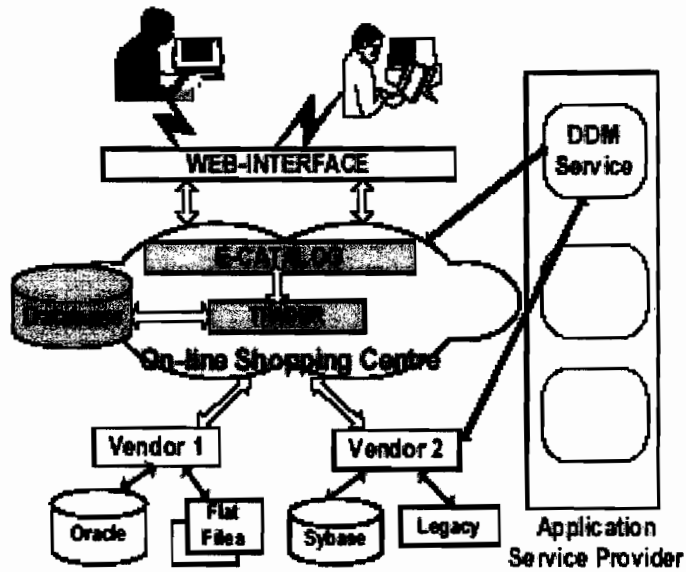 WEB-INTERFACE
DDM
Service
E-CATALOG
On-line Shopping Centre
Vendor 1
Vendor 2
Oracle
Flat
Files
Sybase
Legacy
Application
Service Provider